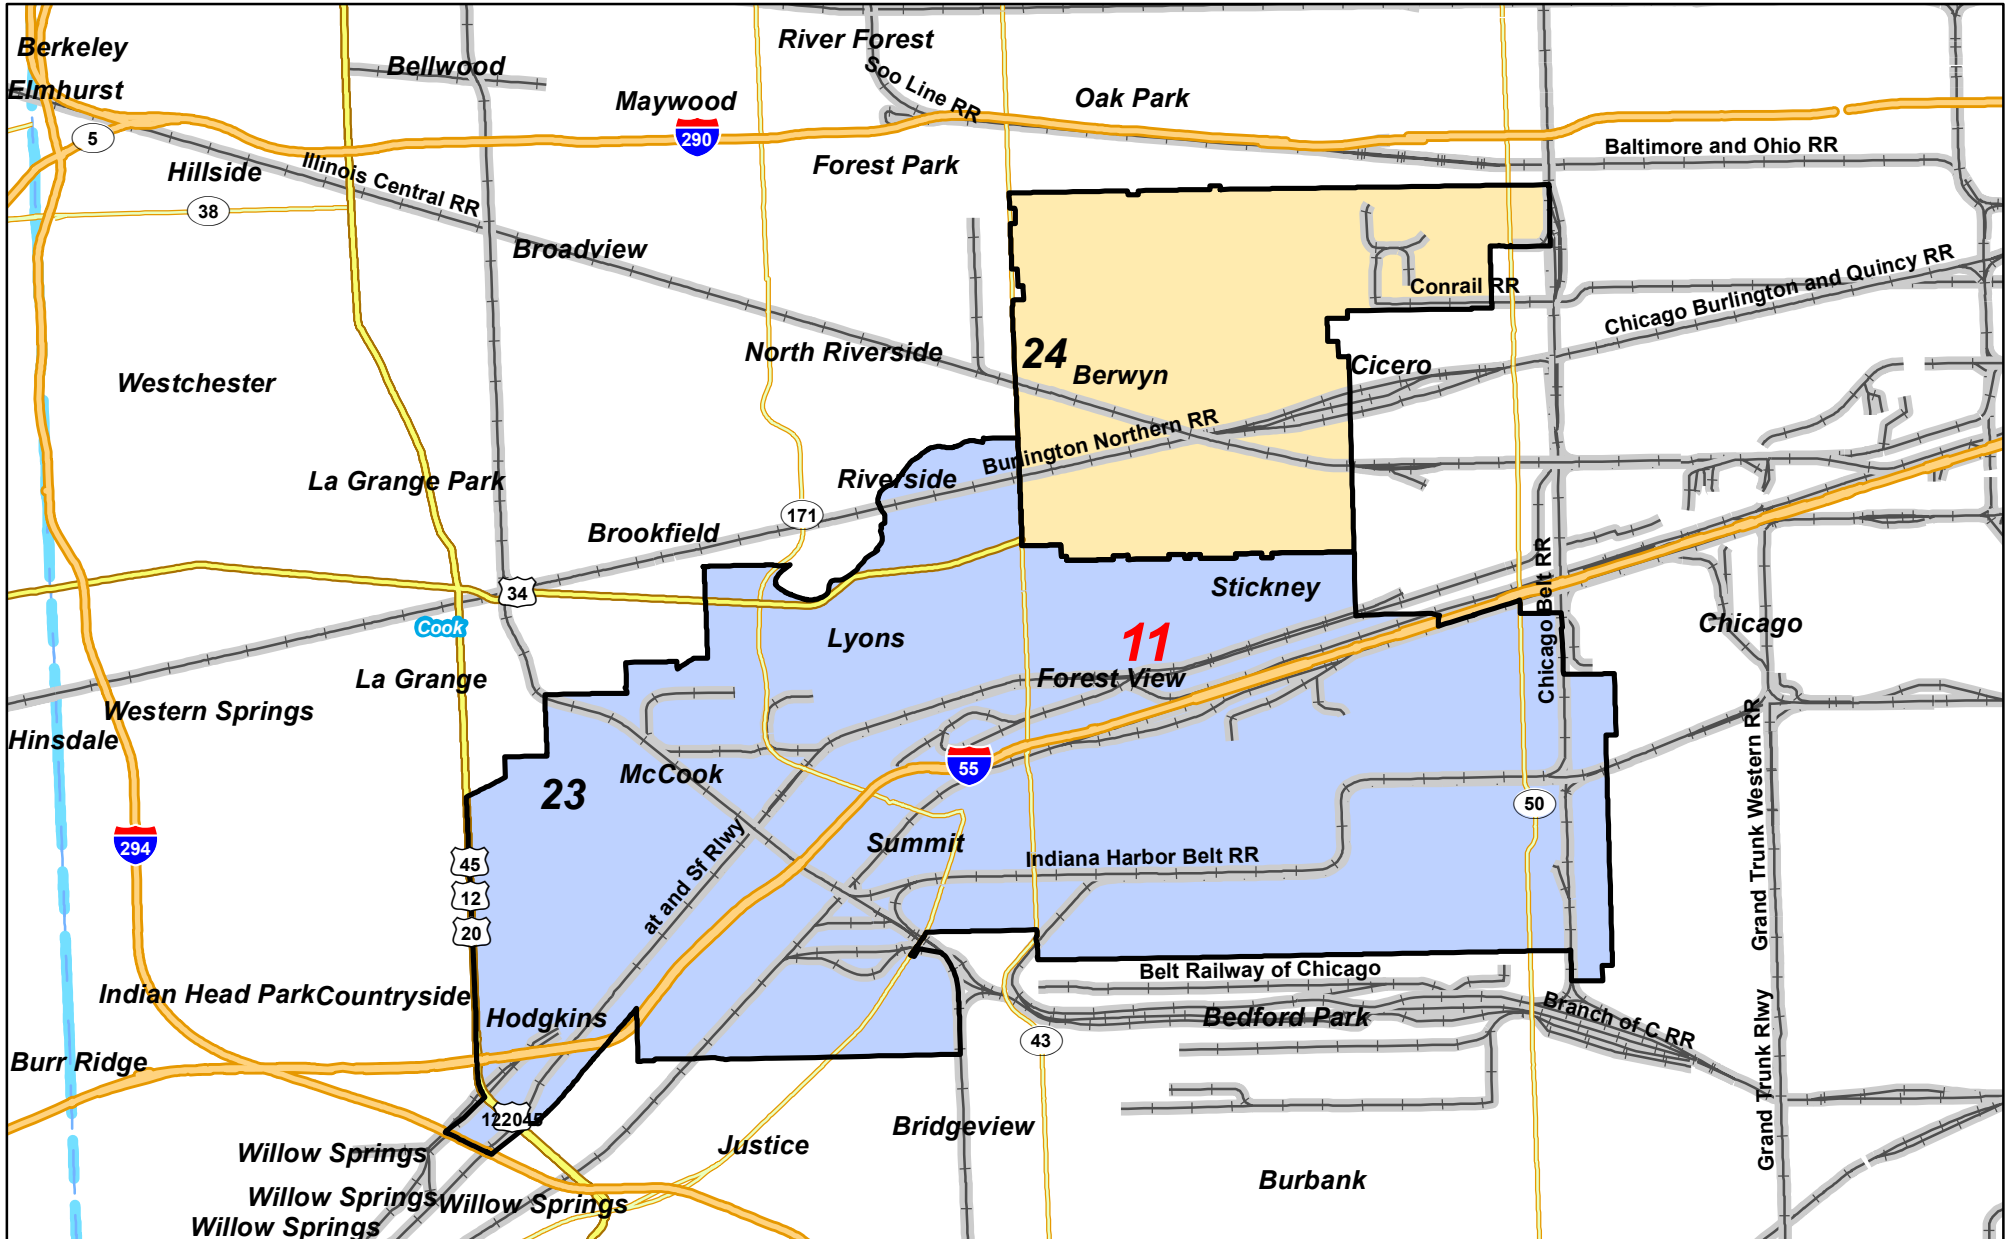 Berkeley
River Forest
Bellwood
Elmhurst
Soo Line RR
Maywood
Oak Park
290
5
Baltimore and Ohio RR
Hillside
Illinois Central RR
Forest Park
38
Broadview
Conrail RR
Chicago Burlington and Quincy RR
North Riverside
24
Berwyn
Cicero
Westchester
Burlington Northern RR
La Grange Park
Riverside
171
Brookfield
34
Stickney
Chicago Belt RR
Cook
Lyons
11
Chicago
La Grange
Forest View
Western Springs
Hinsdale
McCook
55
23
50
Grand Trunk Western RR
294
45
Summit
Indiana Harbor Belt RR
at and Sf Rlwy
12
20
Belt Railway of Chicago
Indian Head Park
Countryside
Hodgkins
Bedford Park
Branch of C RR
43
Burr Ridge
Grand Trunk Rlwy
122045
Bridgeview
Justice
Willow Springs
Burbank
Willow Springs
Willow Springs
Willow Springs